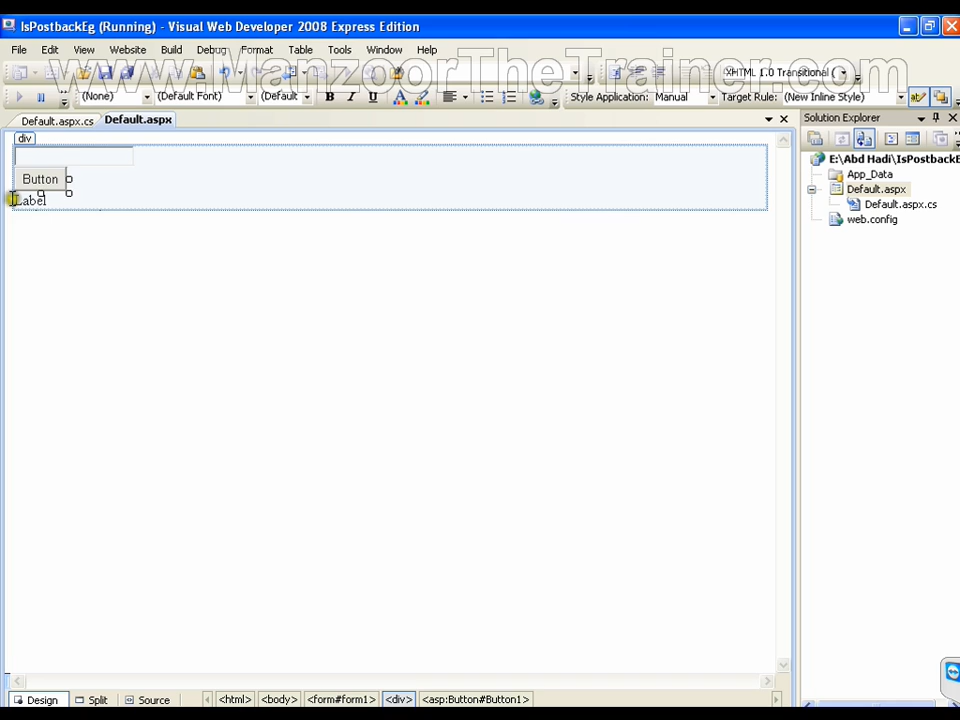 IsPostbackEg (Running) - Visual Web Developer 2008 Express Edition
File Edit View Website Build Debug Format Table Tools Window Help
www.ManzoorTheTrainer.com
XHTML 1.0 Transitional (
(None) (Default Font) (Default B I U A Style Application: Manual Target Rule: (New Inline Style)
Default.aspx.cs Default.aspx
Solution Explorer
div
Button
Label
E:\Abd Hadi\IsPostbackE
App_Data
Default.aspx
Default.aspx.cs
web.config
Design Split Source <html> <body> <form#form1> <div> <asp:Button#Button1>